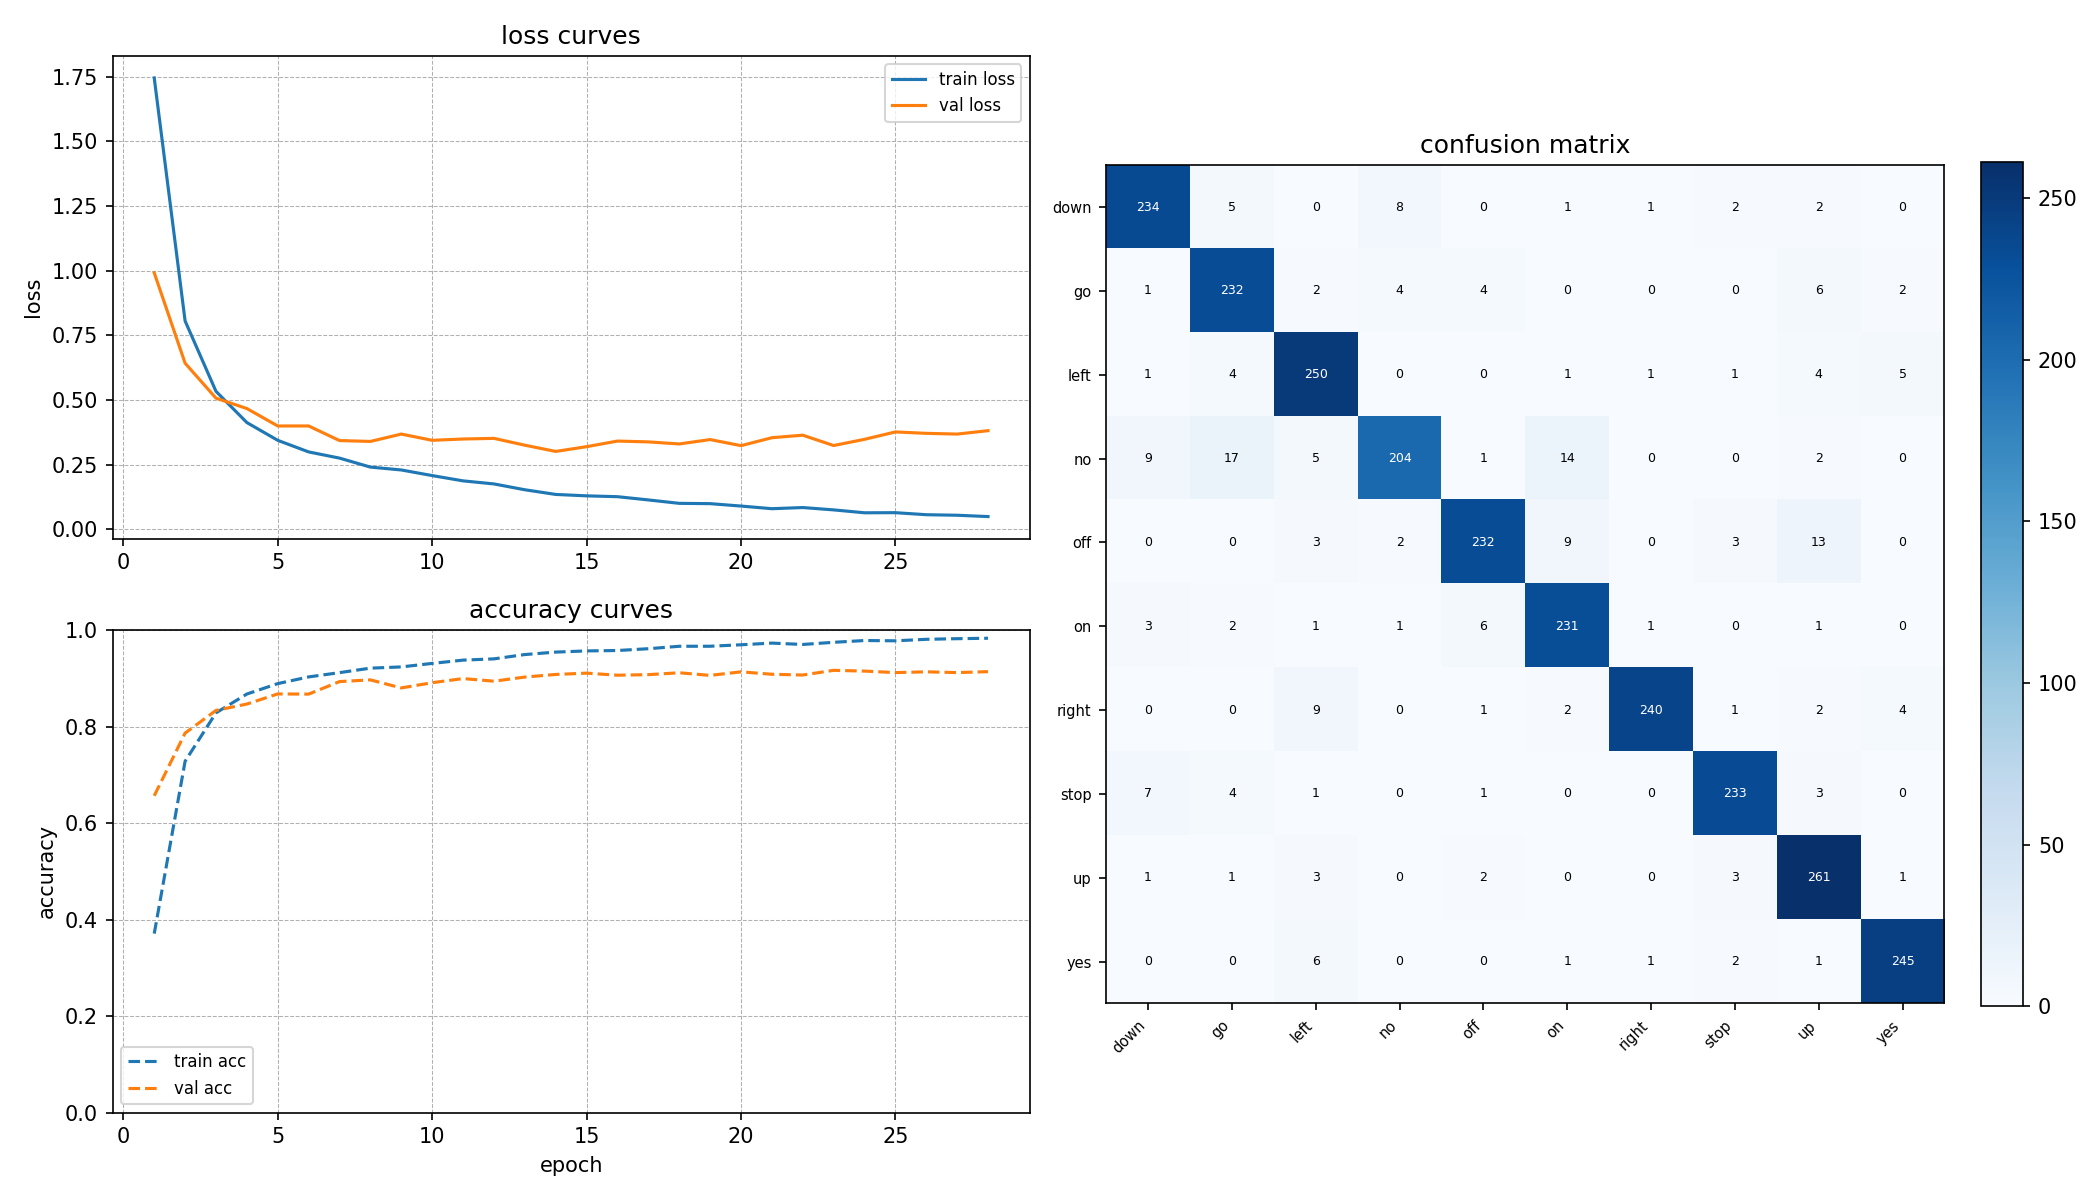 loss curves
1.75
1.50
1.25
1.00
0.75
0.50
0.25
0.00
loss
train loss
val loss
0 5 10 15 20 25
accuracy curves
1.0
0.8
0.6
0.4
0.2
0.0
accuracy
train acc
val acc
0 5 10 15 20 25
epoch
confusion matrix
down 234 5 0 8 0 1 1 2 2 0
go 1 232 2 4 4 0 0 0 6 2
left 1 4 250 0 0 1 1 1 4 5
no 9 17 5 204 1 14 0 0 2 0
off 0 0 3 2 232 9 0 3 13 0
on 3 2 1 1 6 231 1 0 1 0
right 0 0 9 0 1 2 240 1 2 4
stop 7 4 1 0 1 0 0 233 3 0
up 1 1 3 0 2 0 0 3 261 1
yes 0 0 6 0 0 1 1 2 1 245
down go left no off on right stop up yes
250
200
150
100
50
0